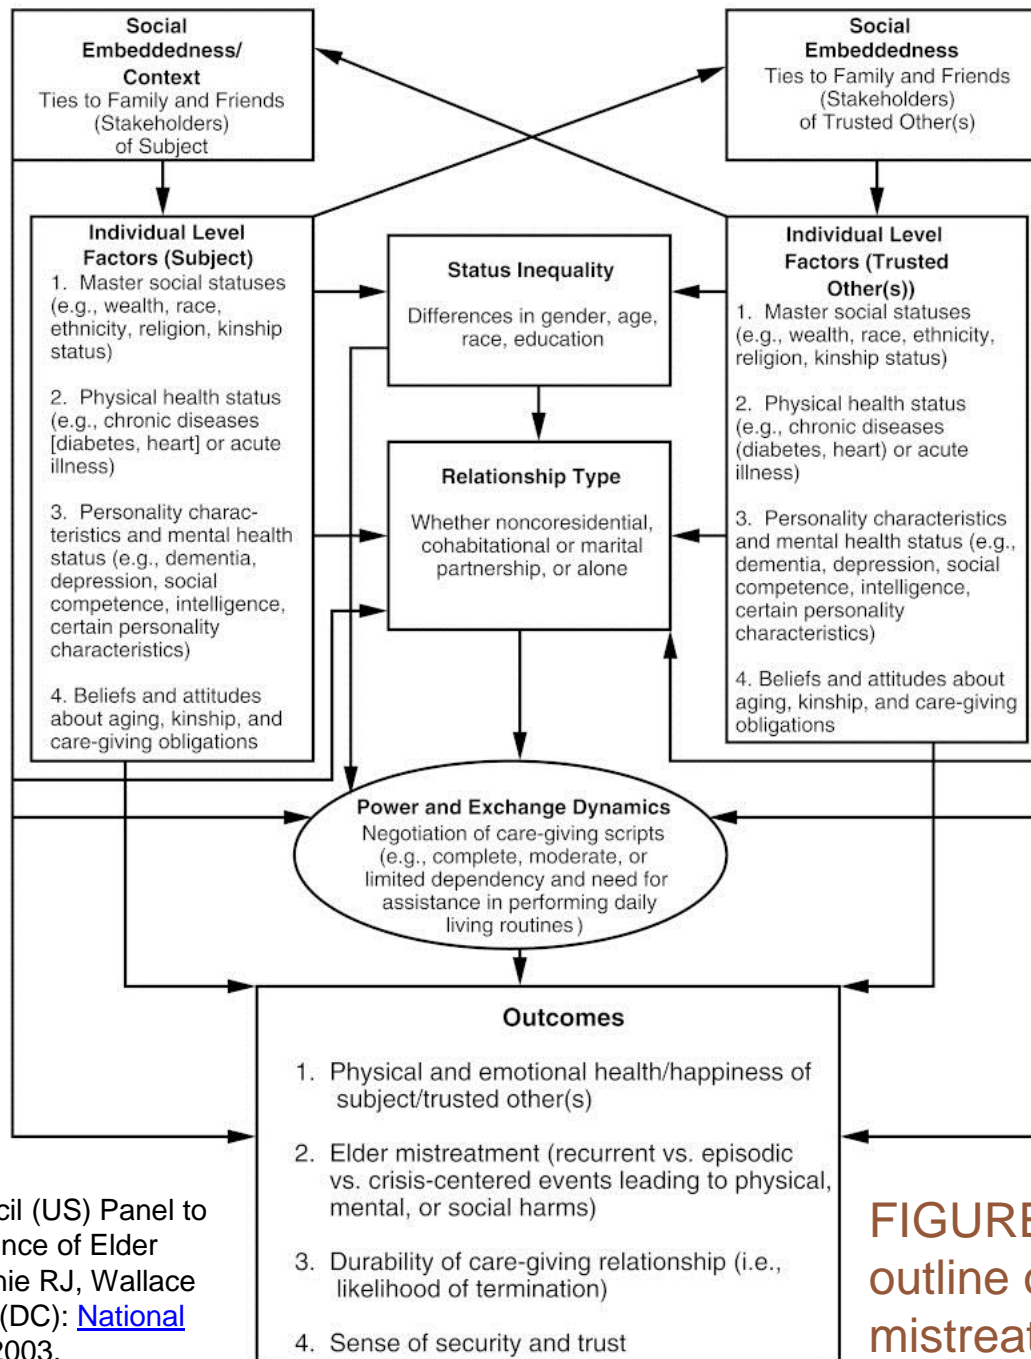 Social
Embeddedness/
Context
Ties to Family and Friends
(Stakeholders)
of Subject
Social
Embeddedness
Ties to Family and Friends
(Stakeholders)
of Trusted Other(s)
Individual Level
Factors (Subject)
1. Master social statuses
(e.g., wealth, race,
ethnicity, religion, kinship
status)
2. Physical health status
(e.g., chronic diseases
[diabetes, heart] or acute
illness)
3. Personality charac-
teristics and mental health
status (e.g., dementia,
depression, social
competence, intelligence,
certain personality
characteristics)
4. Beliefs and attitudes
about aging, kinship, and
care-giving obligations
Status Inequality
Differences in gender, age,
race, education
Relationship Type
Whether noncoresidential,
cohabitational or marital
partnership, or alone
Individual Level
Factors (Trusted
Other(s))
1. Master social statuses
(e.g., wealth, race, ethnicity,
religion, kinship status)
2. Physical health status
(e.g., chronic diseases
(diabetes, heart) or acute
illness)
3. Personality characteristics
and mental health status (e.g.,
dementia, depression, social
competence, intelligence,
certain personality
characteristics)
4. Beliefs and attitudes about
aging, kinship, and care-giving
obligations
Power and Exchange Dynamics
Negotiation of care-giving scripts
(e.g., complete, moderate, or
limited dependency and need for
assistance in performing daily
living routines)
Outcomes
1. Physical and emotional health/happiness of
subject/trusted other(s)
2. Elder mistreatment (recurrent vs. episodic
vs. crisis-centered events leading to physical,
mental, or social harms)
3. Durability of care-giving relationship (i.e.,
likelihood of termination)
4. Sense of security and trust
cil (US) Panel to
nce of Elder
nie RJ, Wallace
(DC): National
2003.
FIGURE
outline o
mistreat